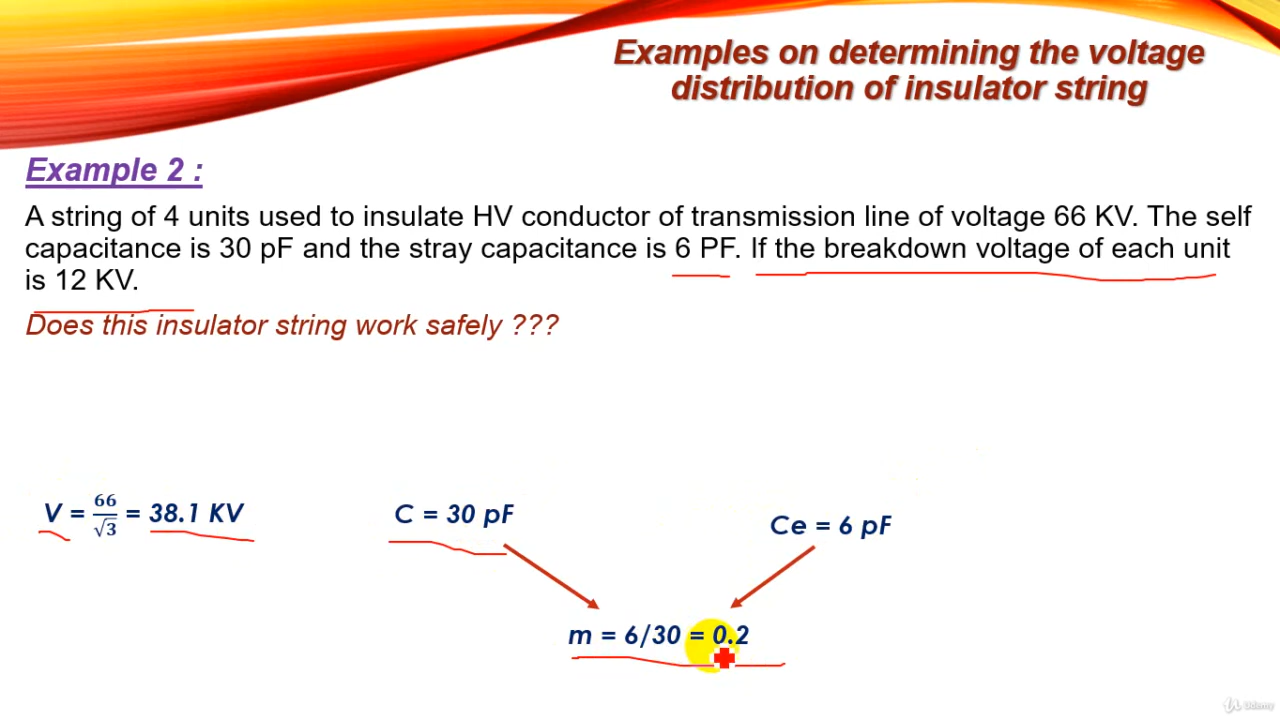 Examples on determining the voltage
distribution of insulator string
Example 2 :
A string of 4 units used to insulate HV conductor of transmission line of voltage 66 KV. The self
capacitance is 30 pF and the stray capacitance is 6 PF. If the breakdown voltage of each unit
is 12 KV.
Does this insulator string work safely ???
V = 66/√3 = 38.1 KV
C = 30 pF
Ce = 6 pF
m = 6/30 = 0.2
Udemy